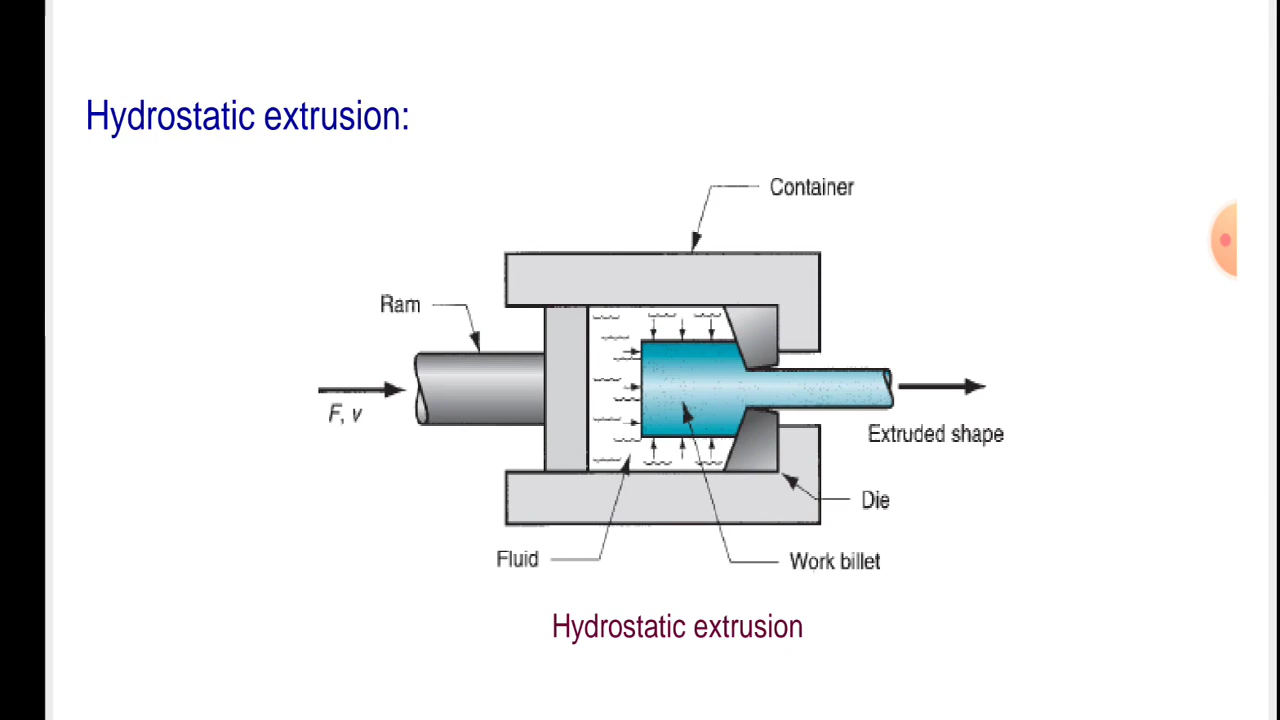 Hydrostatic extrusion:
Container
Ram
F, v
Extruded shape
Die
Fluid
Work billet
Hydrostatic extrusion